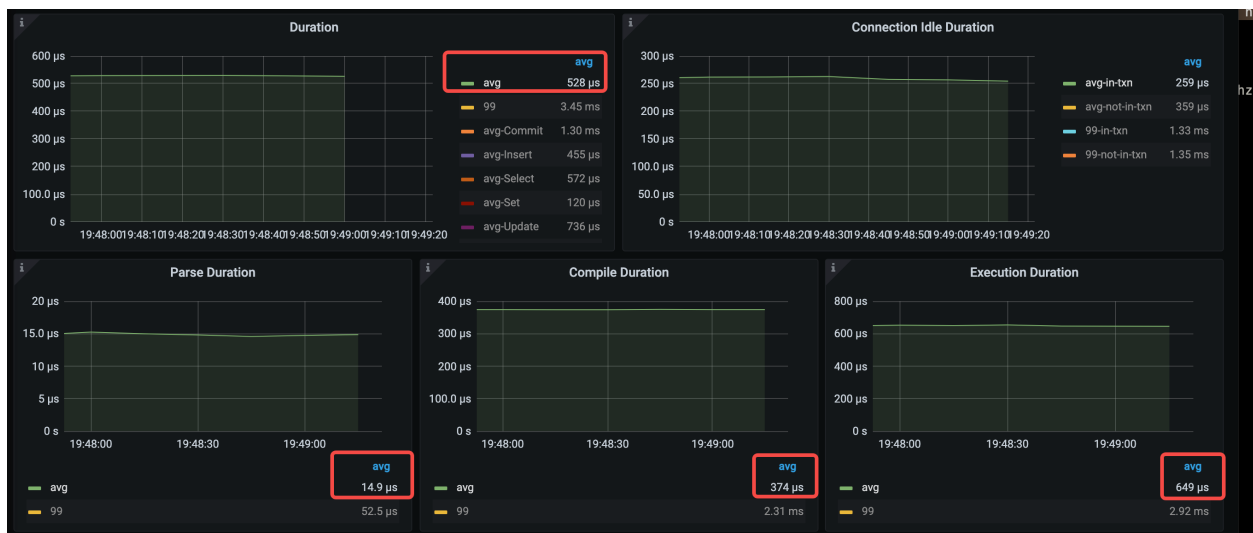 i
Duration
600 µs
500 µs
400 µs
300 µs
200 µs
100.0 µs
0 s
19:48:00 19:48:10 19:48:20 19:48:30 19:48:40 19:48:50 19:49:00 19:49:10 19:49:20
avg
avg 528 µs
99 3.45 ms
avg-Commit 1.30 ms
avg-Insert 455 µs
avg-Select 572 µs
avg-Set 120 µs
avg-Update 736 µs
i
Connection Idle Duration
300 µs
250 µs
200 µs
150 µs
100.0 µs
50.0 µs
0 s
19:48:00 19:48:10 19:48:20 19:48:30 19:48:40 19:48:50 19:49:00 19:49:10 19:49:20
avg
avg-in-txn 259 µs
avg-not-in-txn 359 µs
99-in-txn 1.33 ms
99-not-in-txn 1.35 ms
hz
i
Parse Duration
20 µs
15.0 µs
10 µs
5 µs
0 s
19:48:00 19:48:30 19:49:00
avg
avg 14.9 µs
99 52.5 µs
i
Compile Duration
400 µs
300 µs
200 µs
100.0 µs
0 s
19:48:00 19:48:30 19:49:00
avg
avg 374 µs
99 2.31 ms
i
Execution Duration
800 µs
600 µs
400 µs
200 µs
0 s
19:48:00 19:48:30 19:49:00
avg
avg 649 µs
99 2.92 ms